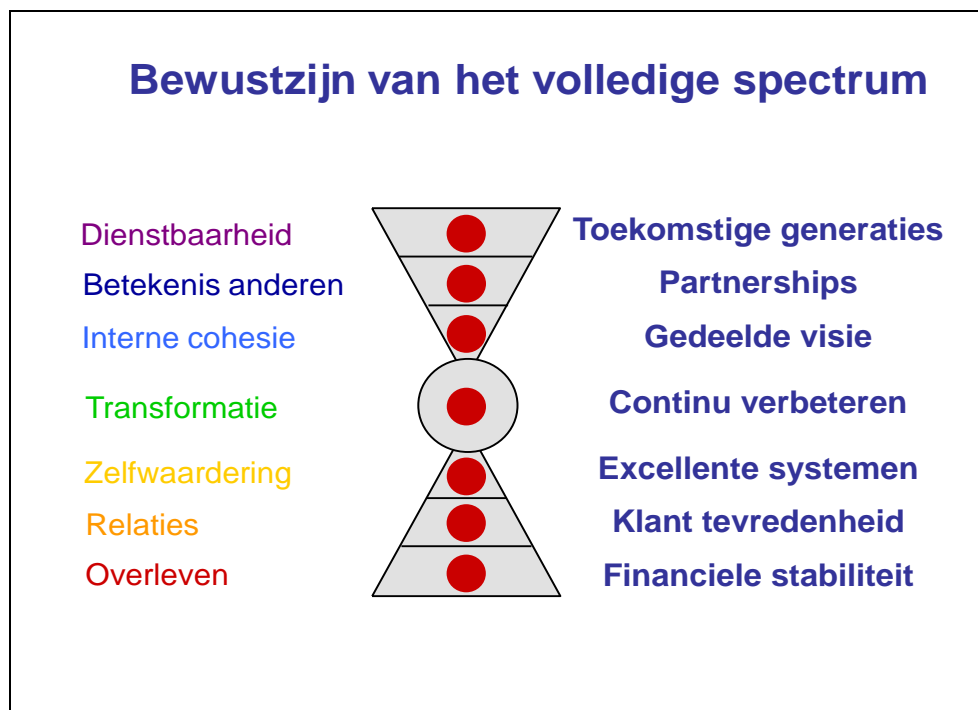 Bewustzijn van het volledige spectrum
Dienstbaarheid
Toekomstige generaties
Betekenis anderen
Partnerships
Interne cohesie
Gedeelde visie
Transformatie
Continu verbeteren
Zelfwaardering
Excellente systemen
Relaties
Klant tevredenheid
Overleven
Financiele stabiliteit